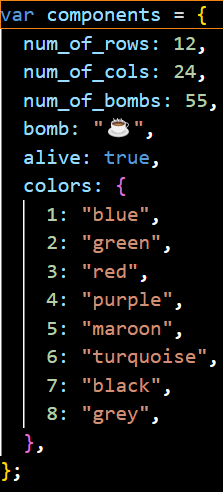 var components = {
num_of_rows: 12,
num_of_cols: 24,
num_of_bombs: 55,
bomb: "☕",
alive: true,
colors: {
1: "blue",
2: "green",
3: "red",
4: "purple",
5: "maroon",
6: "turquoise",
7: "black",
8: "grey",
},
};